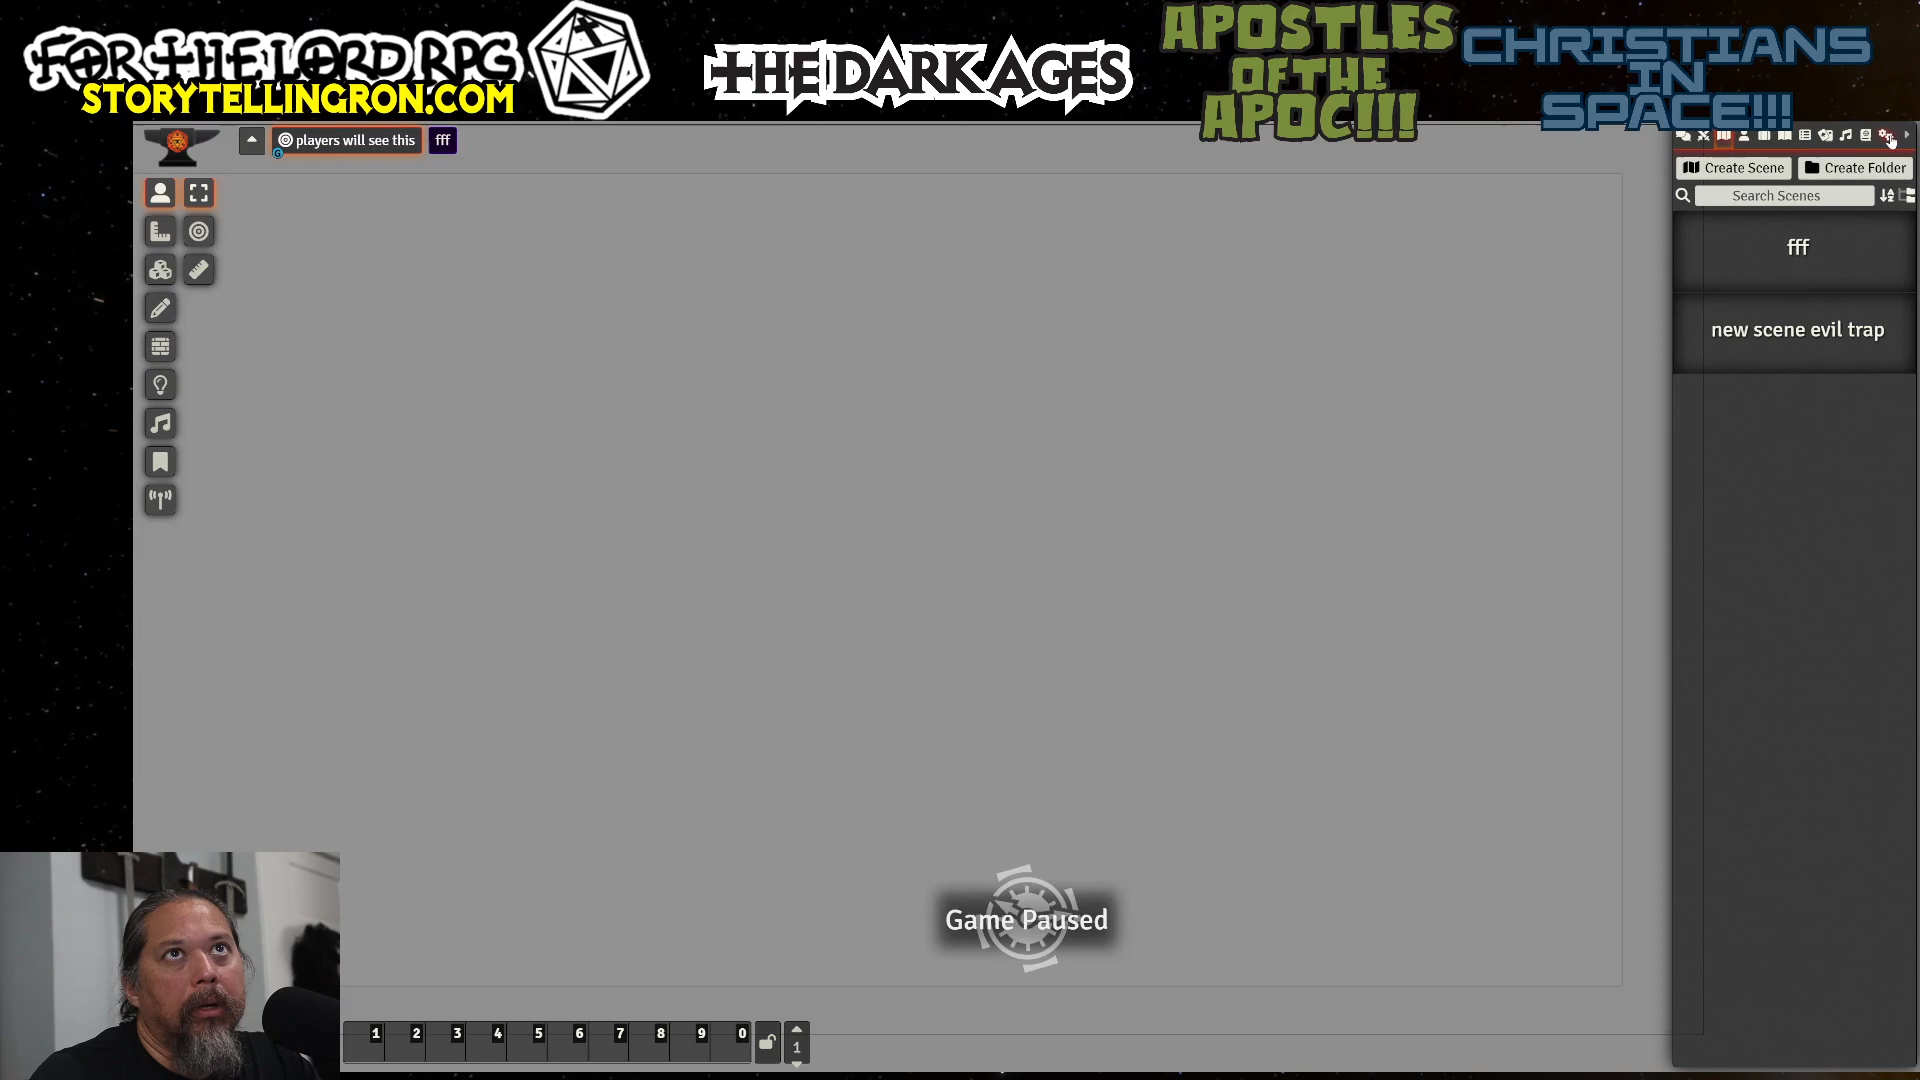 FOR THE LORD RPG
STORYTELLINGRON.COM
THE DARK AGES
APOSTLES
OF THE
APOC!!!
CHRISTIANS
IN
SPACE!!!
players will see this
fff
G
Create Scene
Create Folder
Search Scenes
fff
new scene evil trap
Game Paused
1 2 3 4 5 6 7 8 9 0
1